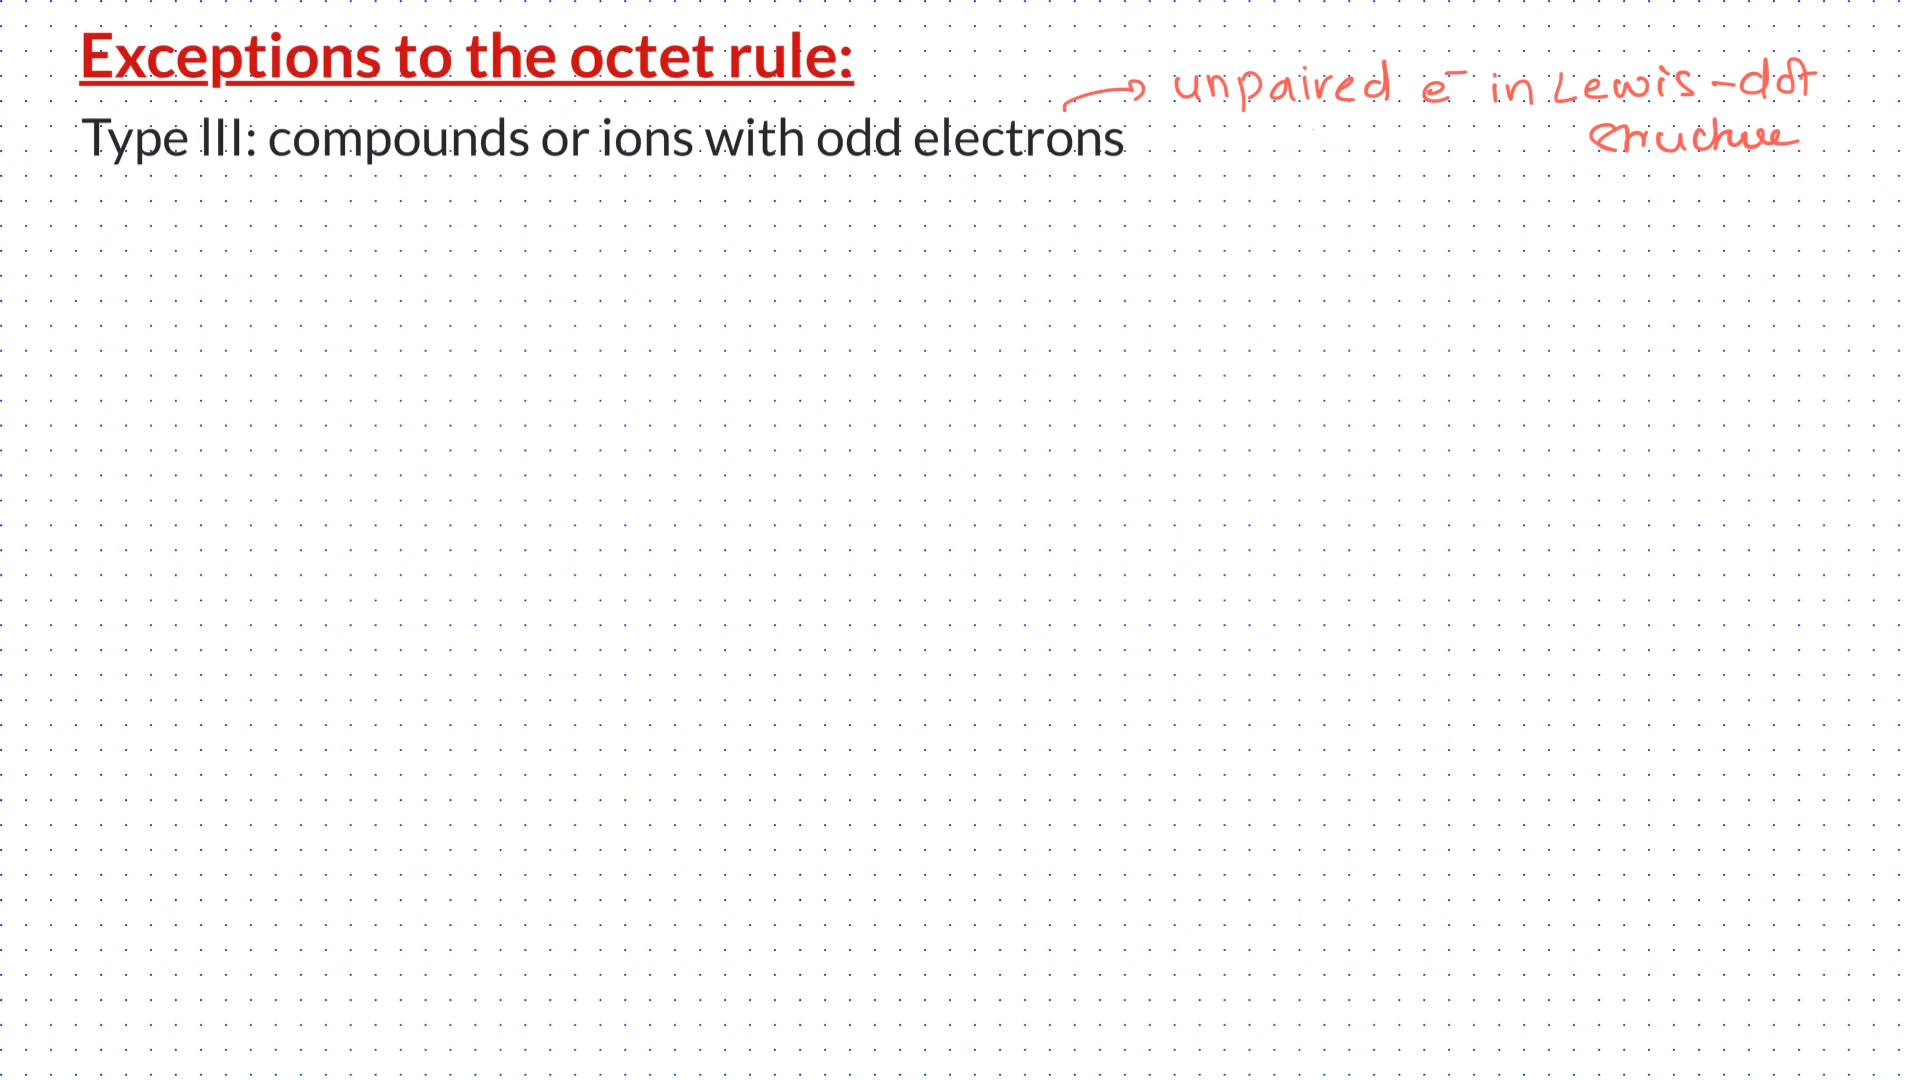 Exceptions to the octet rule:
unpaired e⁻ in Lewis-dot
structure
Type III: compounds or ions with odd electrons